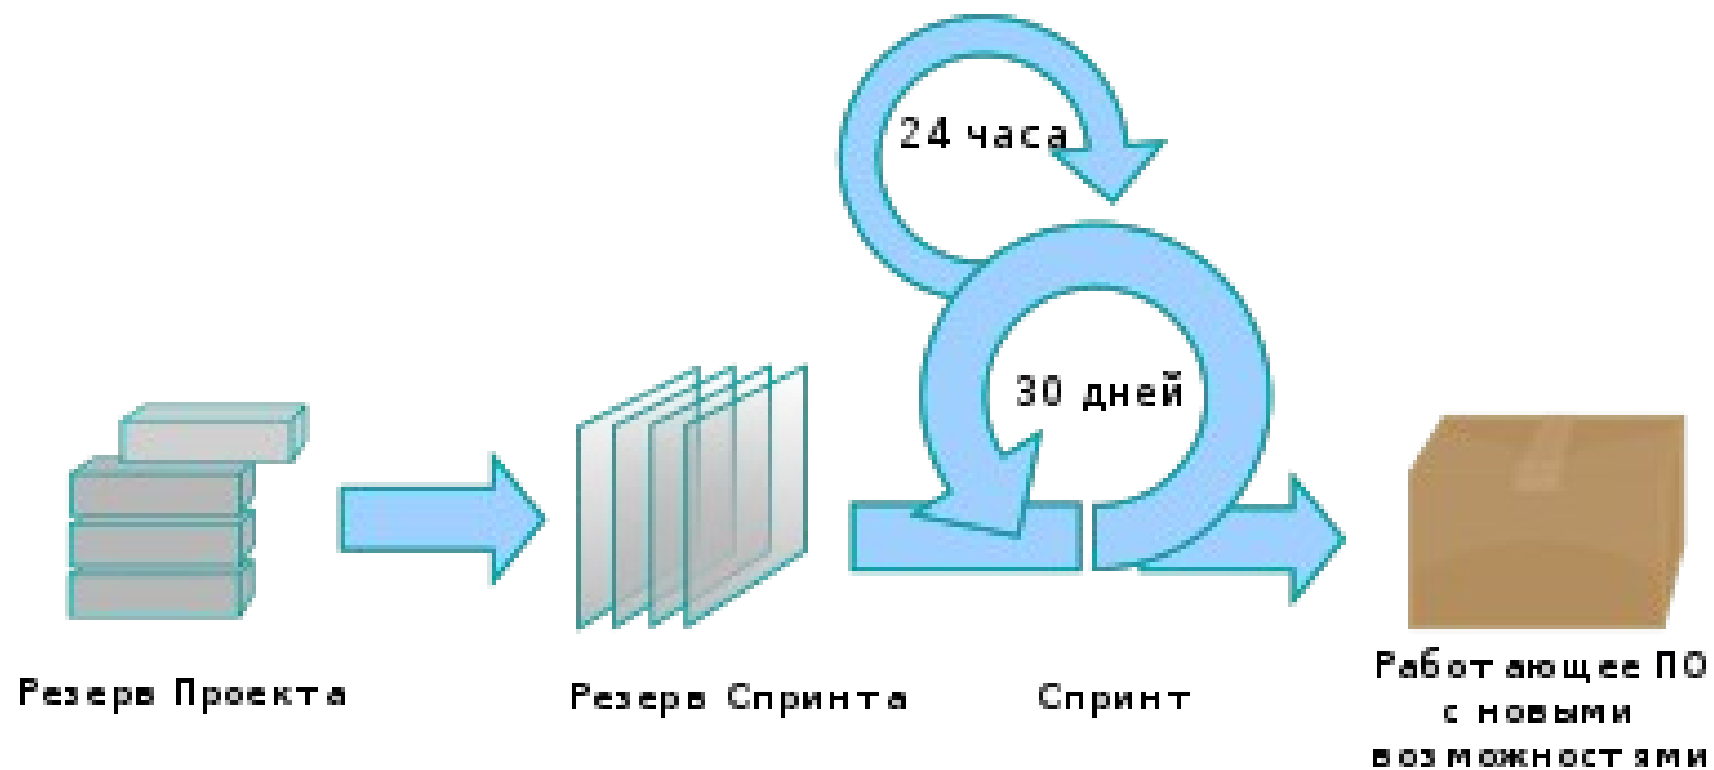 24 часа
30 дней
Резерв Проекта
Резерв Спринта
Спринт
Работающее ПО
с новыми
возможностями